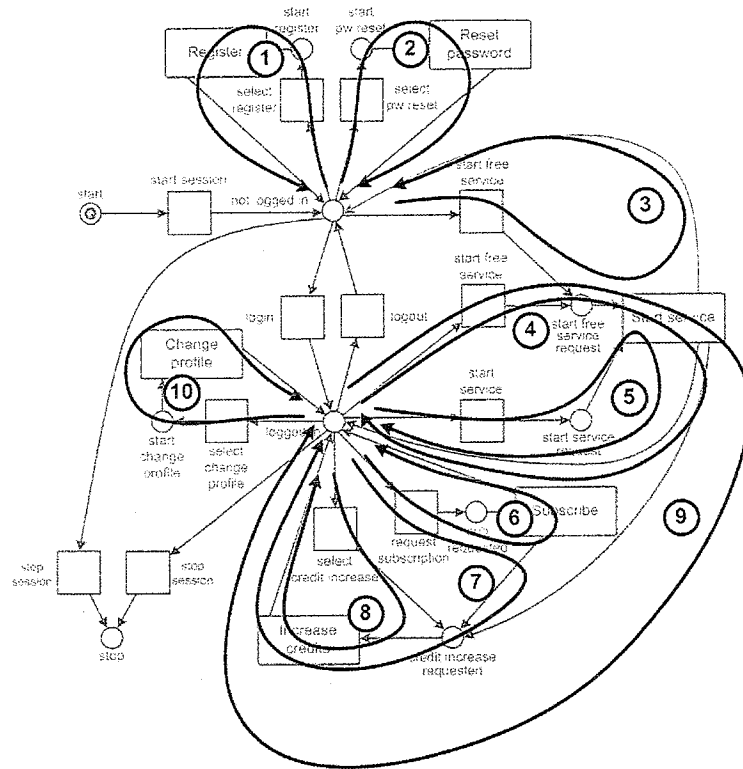 start
register
start
pw reset
Register
1
2
Reset
password
select
register
select
pw reset
start free
service
3
start session
not logged in
start
start free
service
login
logout
4
start free
service
request
Start service
Change
profile
10
start
service
5
start service
request
logged in
start
change
profile
select
change
profile
6
Subscribe
9
request
subscription
requested
select
credit increase
7
stop
session
stop
session
8
Increase
credits
credit increase
requested
stop